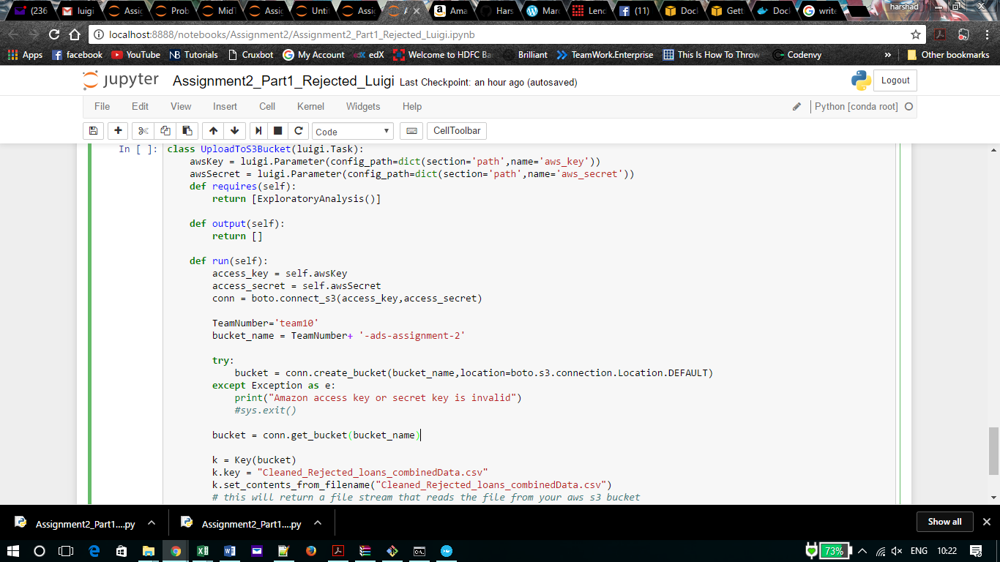 (236
luigi
Assig
Prob
MidT
Assig
Unti
Assig
A
Ama
Hars
Marc
Lenc
(11)
Docl
Gett
Docl
write
harshad
localhost:8888/notebooks/Assignment2/Assignment2_Part1_Rejected_Luigi.ipynb
Apps
facebook
YouTube
NB Tutorials
Cruxbot
My Account
edX
Welcome to HDFC Ba
Brilliant
TeamWork.Enterprise
This Is How To Throw
Codenvy
»
Other bookmarks
jupyter Assignment2_Part1_Rejected_Luigi Last Checkpoint: an hour ago (autosaved)
Logout
File Edit View Insert Cell Kernel Widgets Help
Python [conda root]
Code
CellToolbar
In [ ]: class UploadToS3Bucket(luigi.Task):
    awsKey = luigi.Parameter(config_path=dict(section='path',name='aws_key'))
    awsSecret = luigi.Parameter(config_path=dict(section='path',name='aws_secret'))
    def requires(self):
        return [ExploratoryAnalysis()]
    def output(self):
        return []
    def run(self):
        access_key = self.awsKey
        access_secret = self.awsSecret
        conn = boto.connect_s3(access_key,access_secret)
        TeamNumber='team10'
        bucket_name = TeamNumber+ '-ads-assignment-2'
        try:
            bucket = conn.create_bucket(bucket_name,location=boto.s3.connection.Location.DEFAULT)
        except Exception as e:
            print("Amazon access key or secret key is invalid")
            #sys.exit()
        bucket = conn.get_bucket(bucket_name)
        k = Key(bucket)
        k.key = "Cleaned_Rejected_loans_combinedData.csv"
        k.set_contents_from_filename("Cleaned_Rejected_loans_combinedData.csv")
        # this will return a file stream that reads the file from your aws s3 bucket
Assignment2_Part1....py
Assignment2_Part1....py
Show all
73%
ENG
10:22